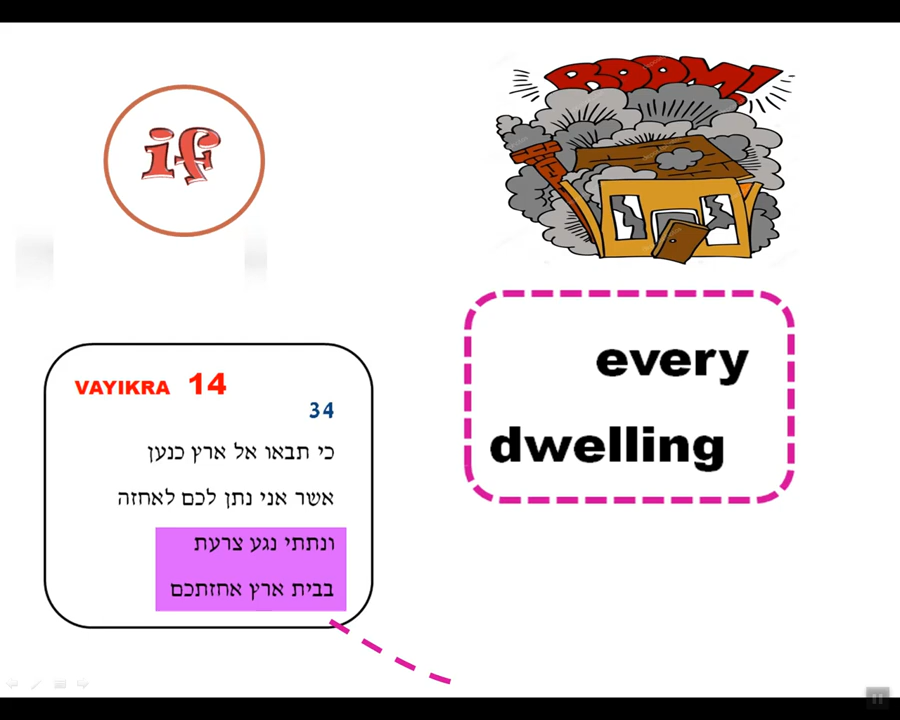 if
BOOM!
every
dwelling
VAYIKRA 14
34
כי תבאו אל ארץ כנען
אשר אני נתן לכם לאחזה
ונתתי נגע צרעת
בבית ארץ אחזתכם